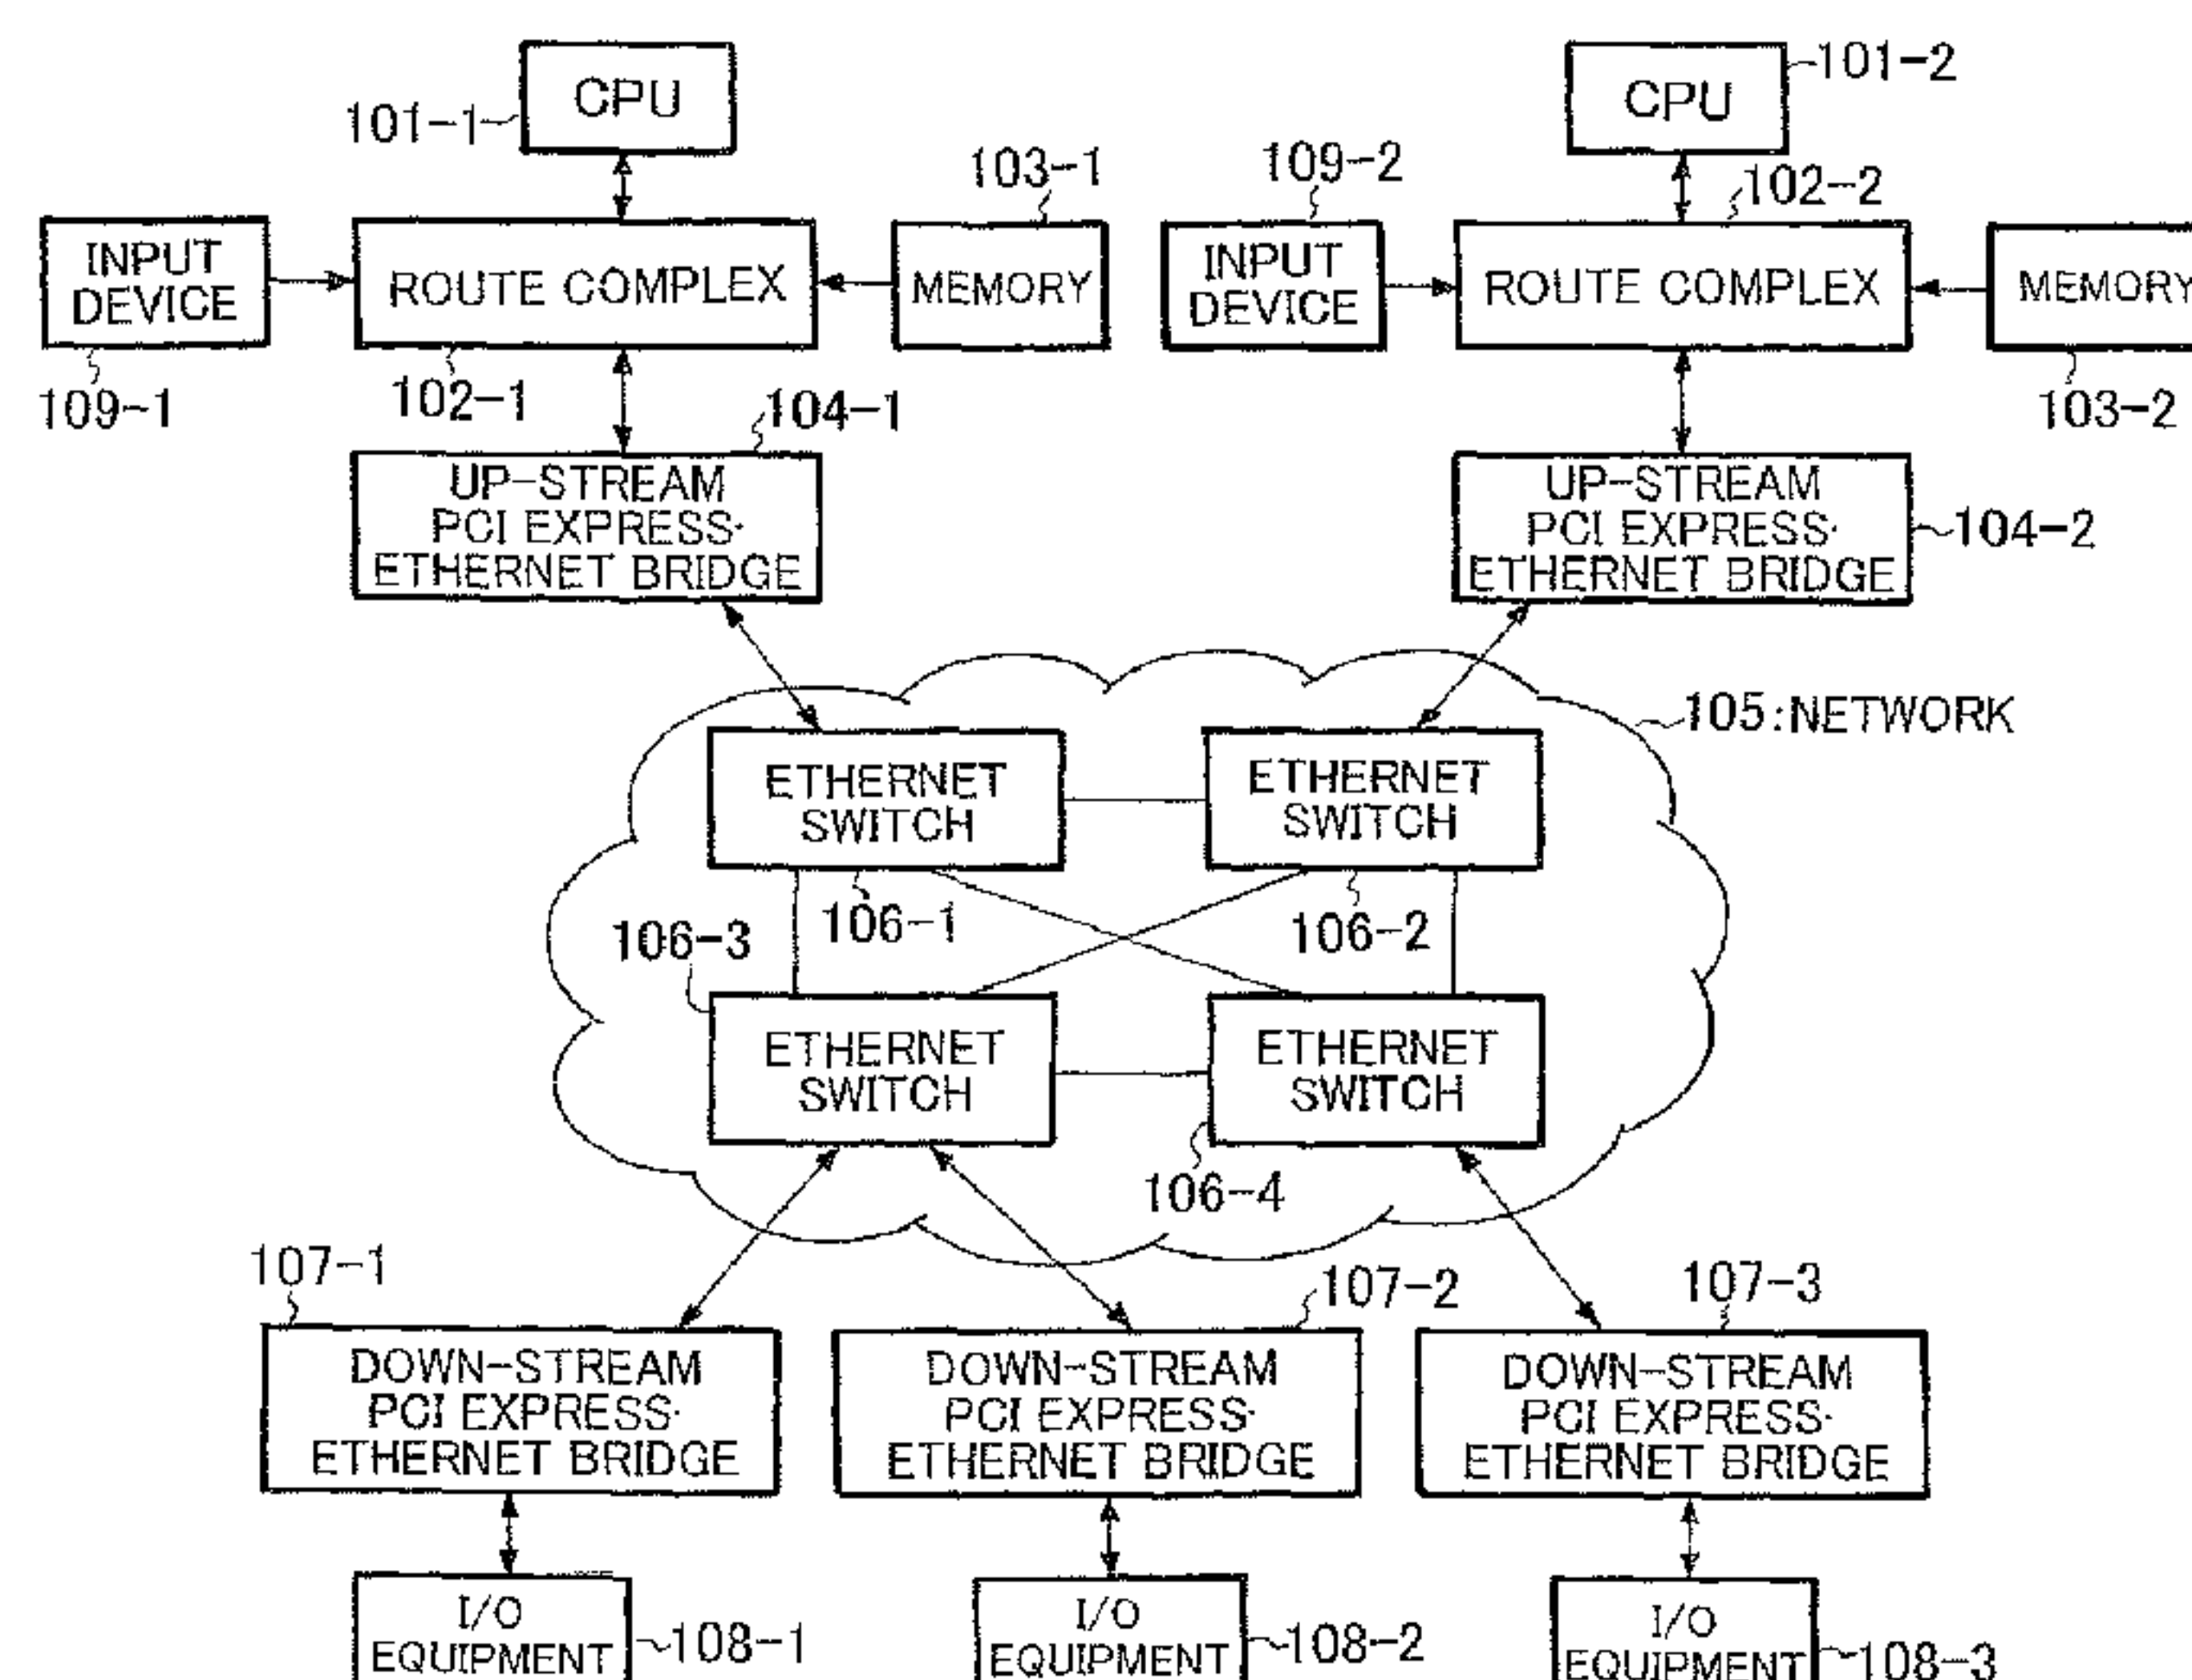 CPU
101-1
CPU
101-2
103-1
109-2
102-2
INPUT
DEVICE
ROUTE COMPLEX
MEMORY
INPUT
DEVICE
ROUTE COMPLEX
MEMORY
109-1
102-1
104-1
103-2
UP-STREAM
PCI EXPRESS·
ETHERNET BRIDGE
UP-STREAM
PCI EXPRESS·
ETHERNET BRIDGE
104-2
105:NETWORK
ETHERNET
SWITCH
ETHERNET
SWITCH
106-3
106-1
106-2
ETHERNET
SWITCH
ETHERNET
SWITCH
106-4
107-1
107-2
107-3
DOWN-STREAM
PCI EXPRESS·
ETHERNET BRIDGE
DOWN-STREAM
PCI EXPRESS·
ETHERNET BRIDGE
DOWN-STREAM
PCI EXPRESS·
ETHERNET BRIDGE
I/O
EQUIPMENT
108-1
I/O
EQUIPMENT
108-2
I/O
EQUIPMENT
108-3